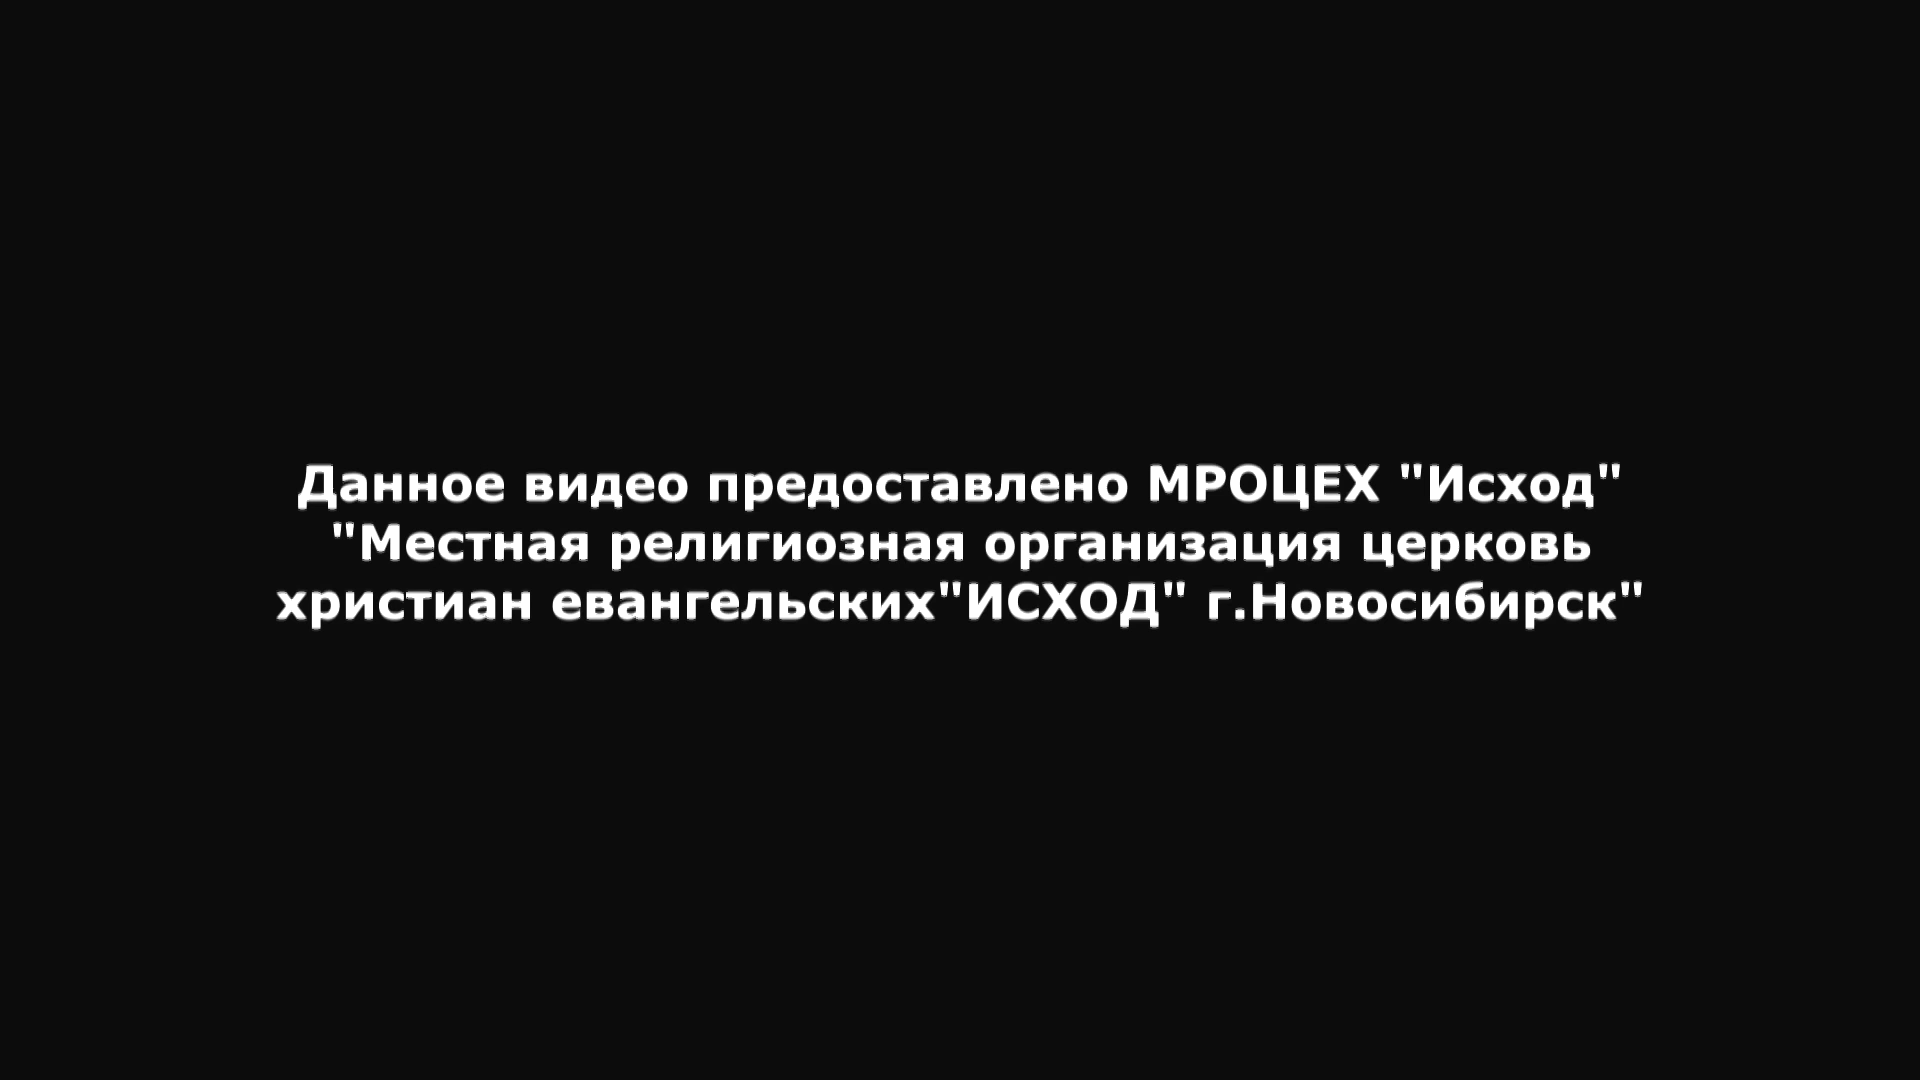 Данное видео предоставлено МРОЦЕХ "Исход"
"Местная религиозная организация церковь
христиан евангельских"ИСХОД" г.Новосибирск"